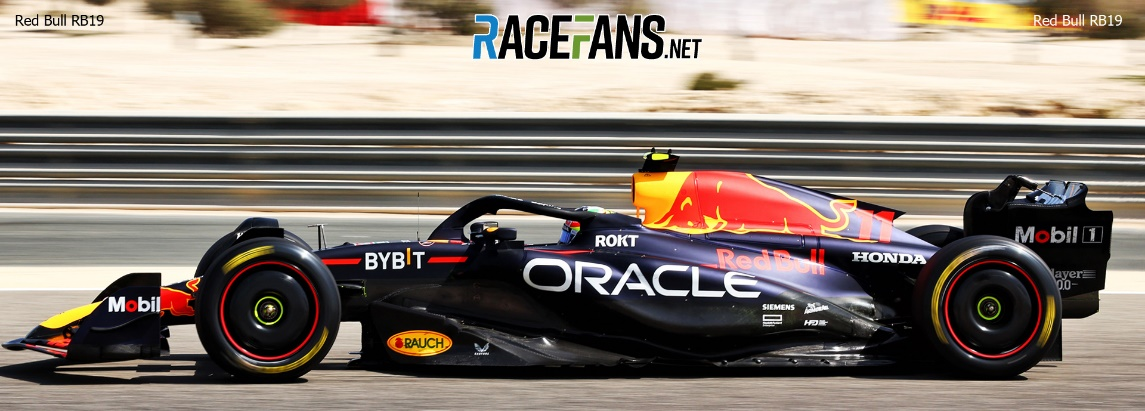 Red Bull RB19
RACEFANS.NET
Red Bull RB19
ROKT
BYBIT
ORACLE
Red Bull
11
HONDA
Mobil 1
Mobil
SIEMENS
RAUCH